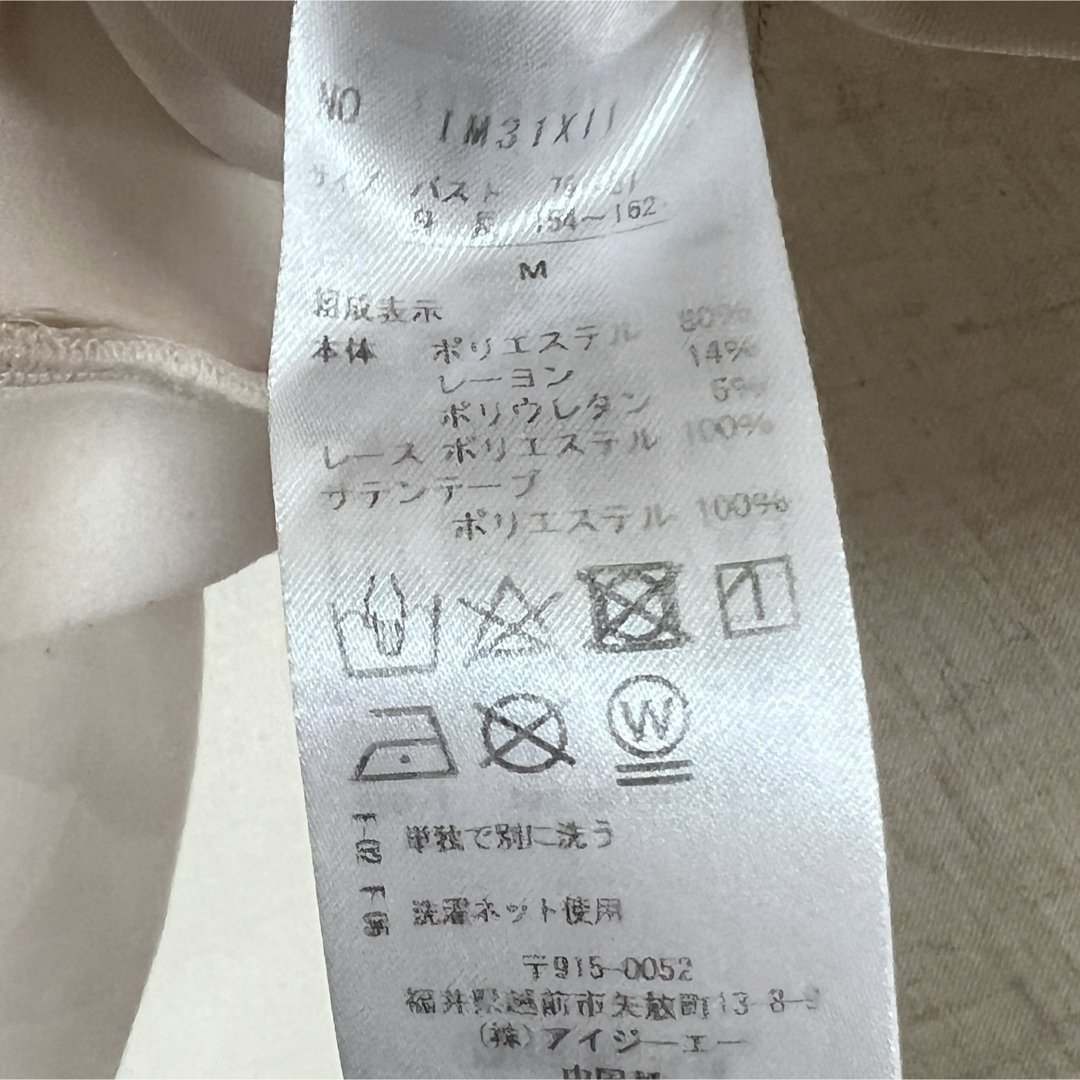 NO 1M31X11
サイズ バスト
身長 154~162
M
組成表示
本体 ポリエステル 80%
レーヨン 14%
ポリウレタン 6%
レース ポリエステル 100%
サテンテープ
ポリエステル 100%
W
単独で別に洗う
洗濯ネット使用
〒915-0052
福井県越前市矢放町13-8-
(株)アイジーエー
中国製